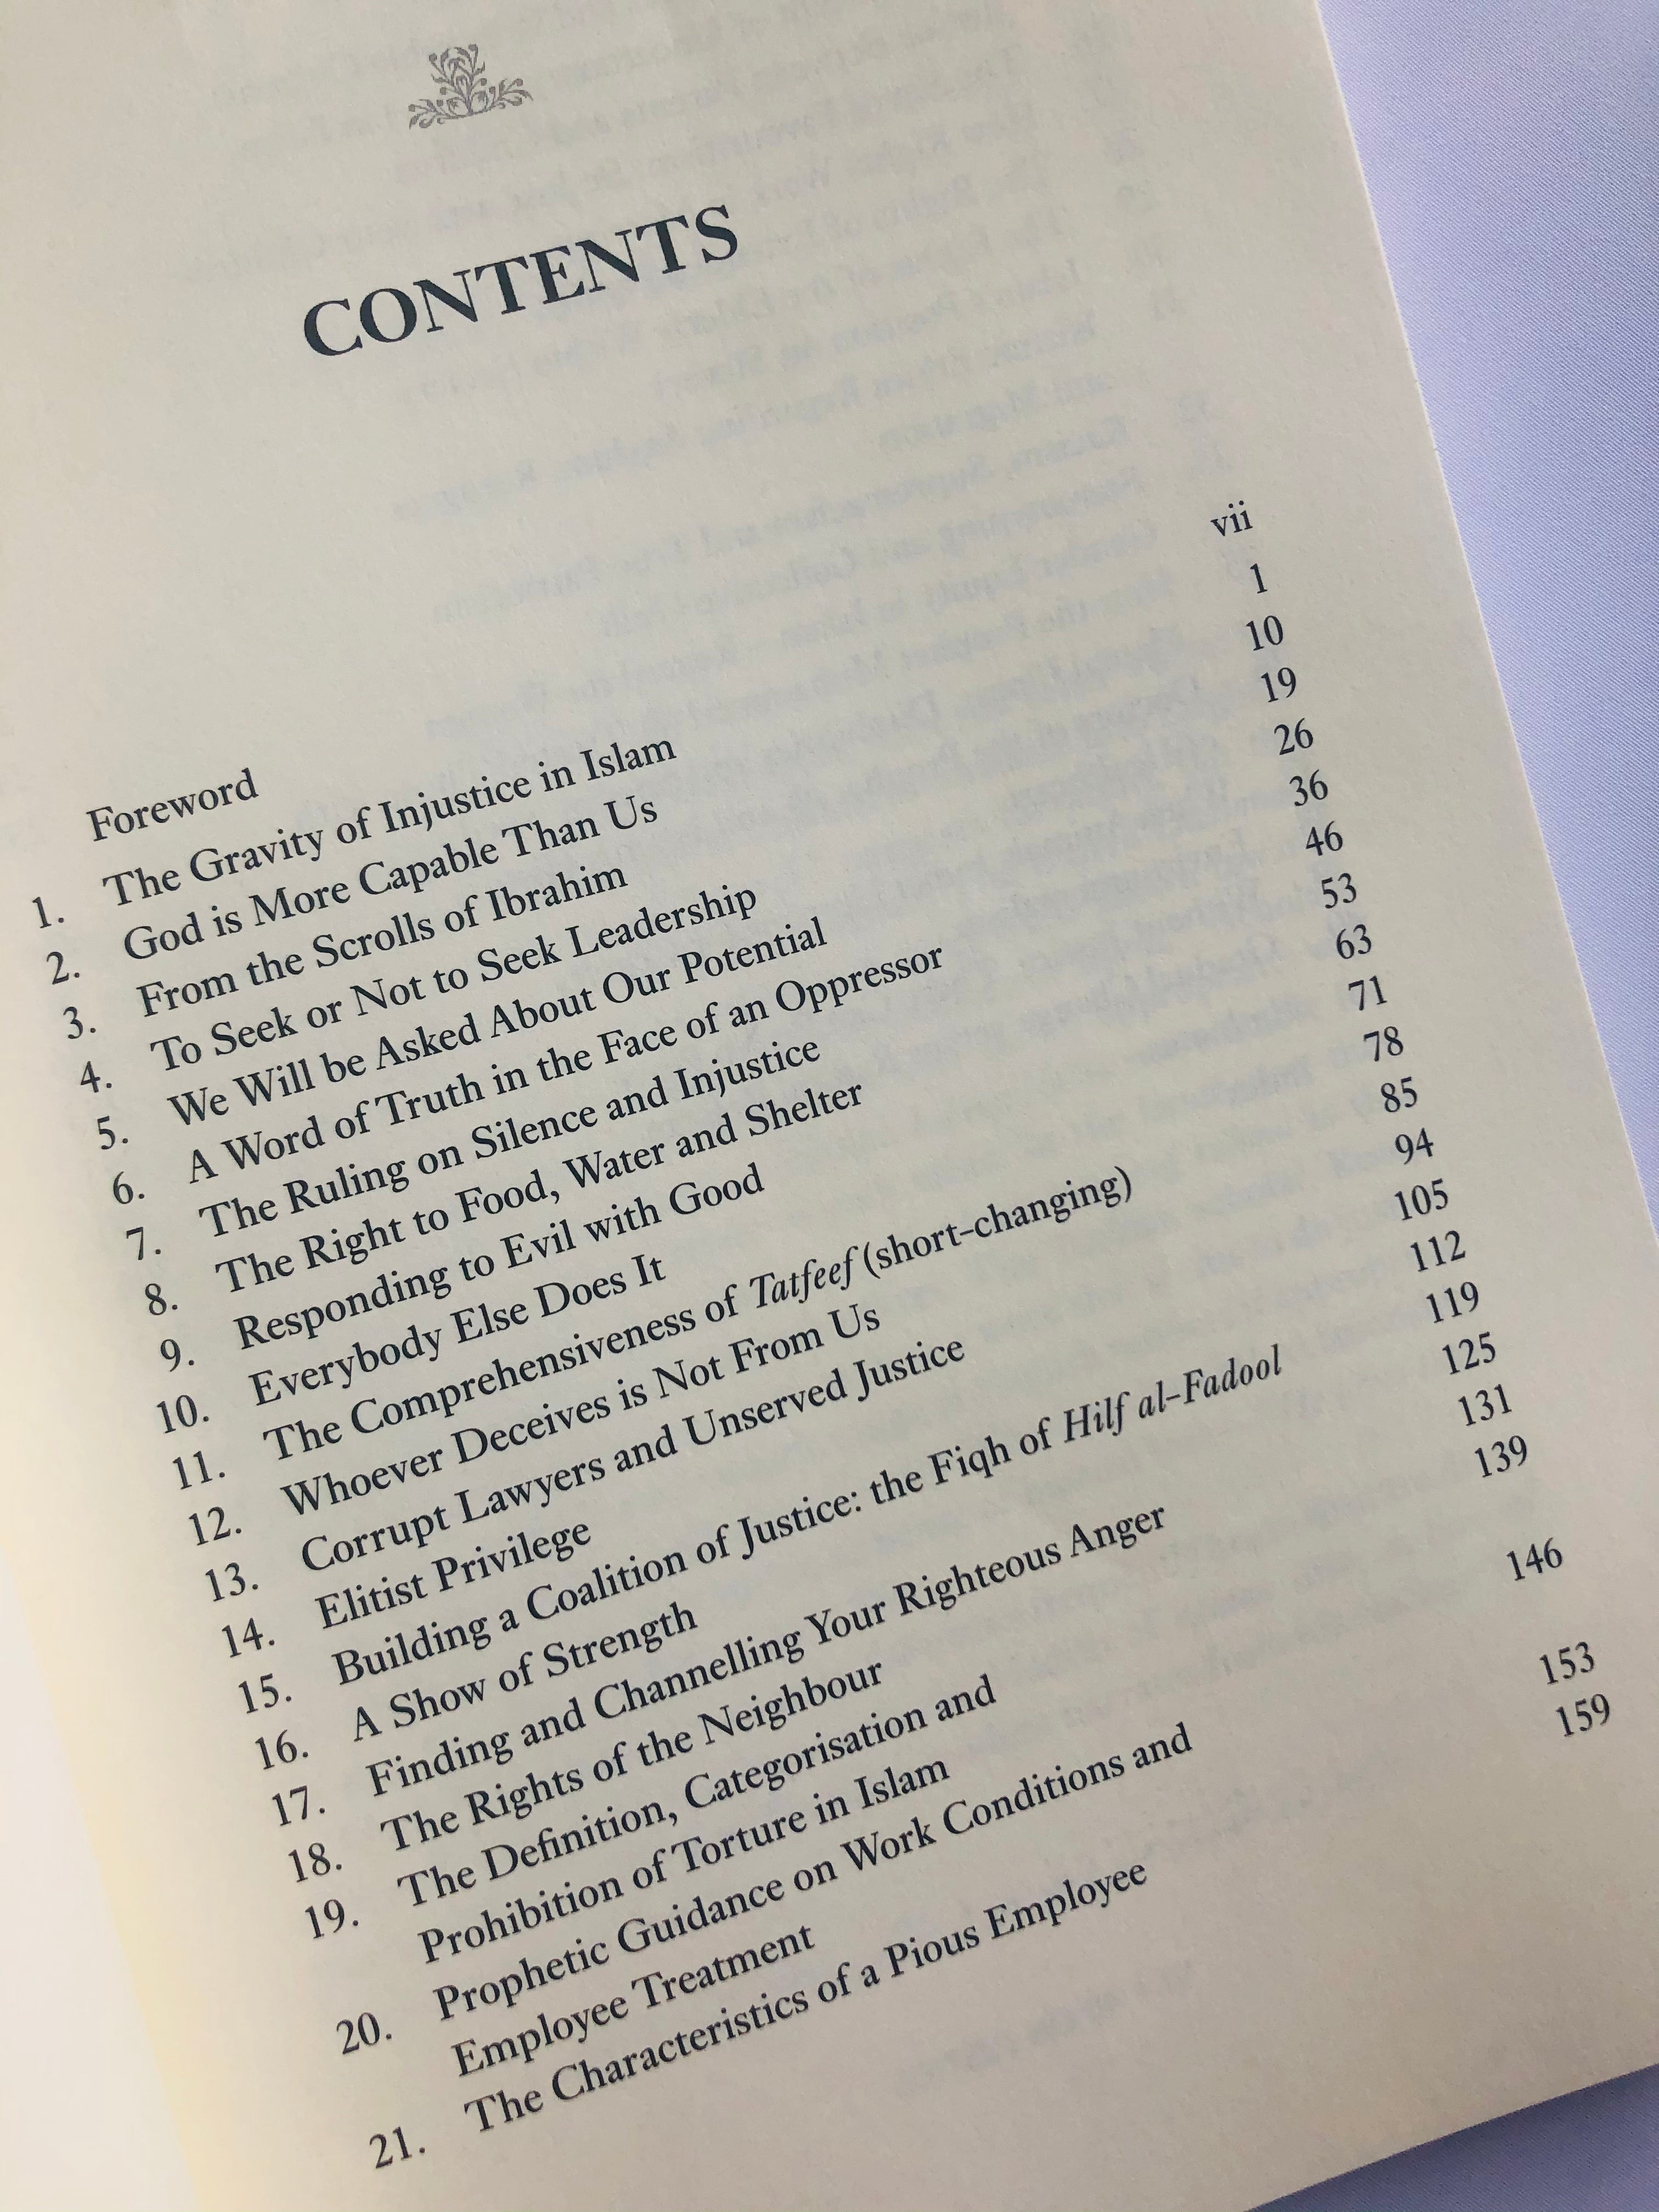 CONTENTS
Foreword vii
1. The Gravity of Injustice in Islam 1
2. God is More Capable Than Us 10
3. From the Scrolls of Ibrahim 19
4. To Seek or Not to Seek Leadership 26
5. We Will be Asked About Our Potential 36
6. A Word of Truth in the Face of an Oppressor 46
7. The Ruling on Silence and Injustice 53
8. The Right to Food, Water and Shelter 63
9. Responding to Evil with Good 71
10. Everybody Else Does It 78
11. The Comprehensiveness of Tatfeef (short-changing) 85
12. Whoever Deceives is Not From Us 94
13. Corrupt Lawyers and Unserved Justice 105
14. Elitist Privilege 112
15. Building a Coalition of Justice: the Fiqh of Hilf al-Fadool 119
16. A Show of Strength 125
17. Finding and Channelling Your Righteous Anger 131
18. The Rights of the Neighbour 139
19. The Definition, Categorisation and
Prohibition of Torture in Islam 146
20. Prophetic Guidance on Work Conditions and
Employee Treatment 153
21. The Characteristics of a Pious Employee 159